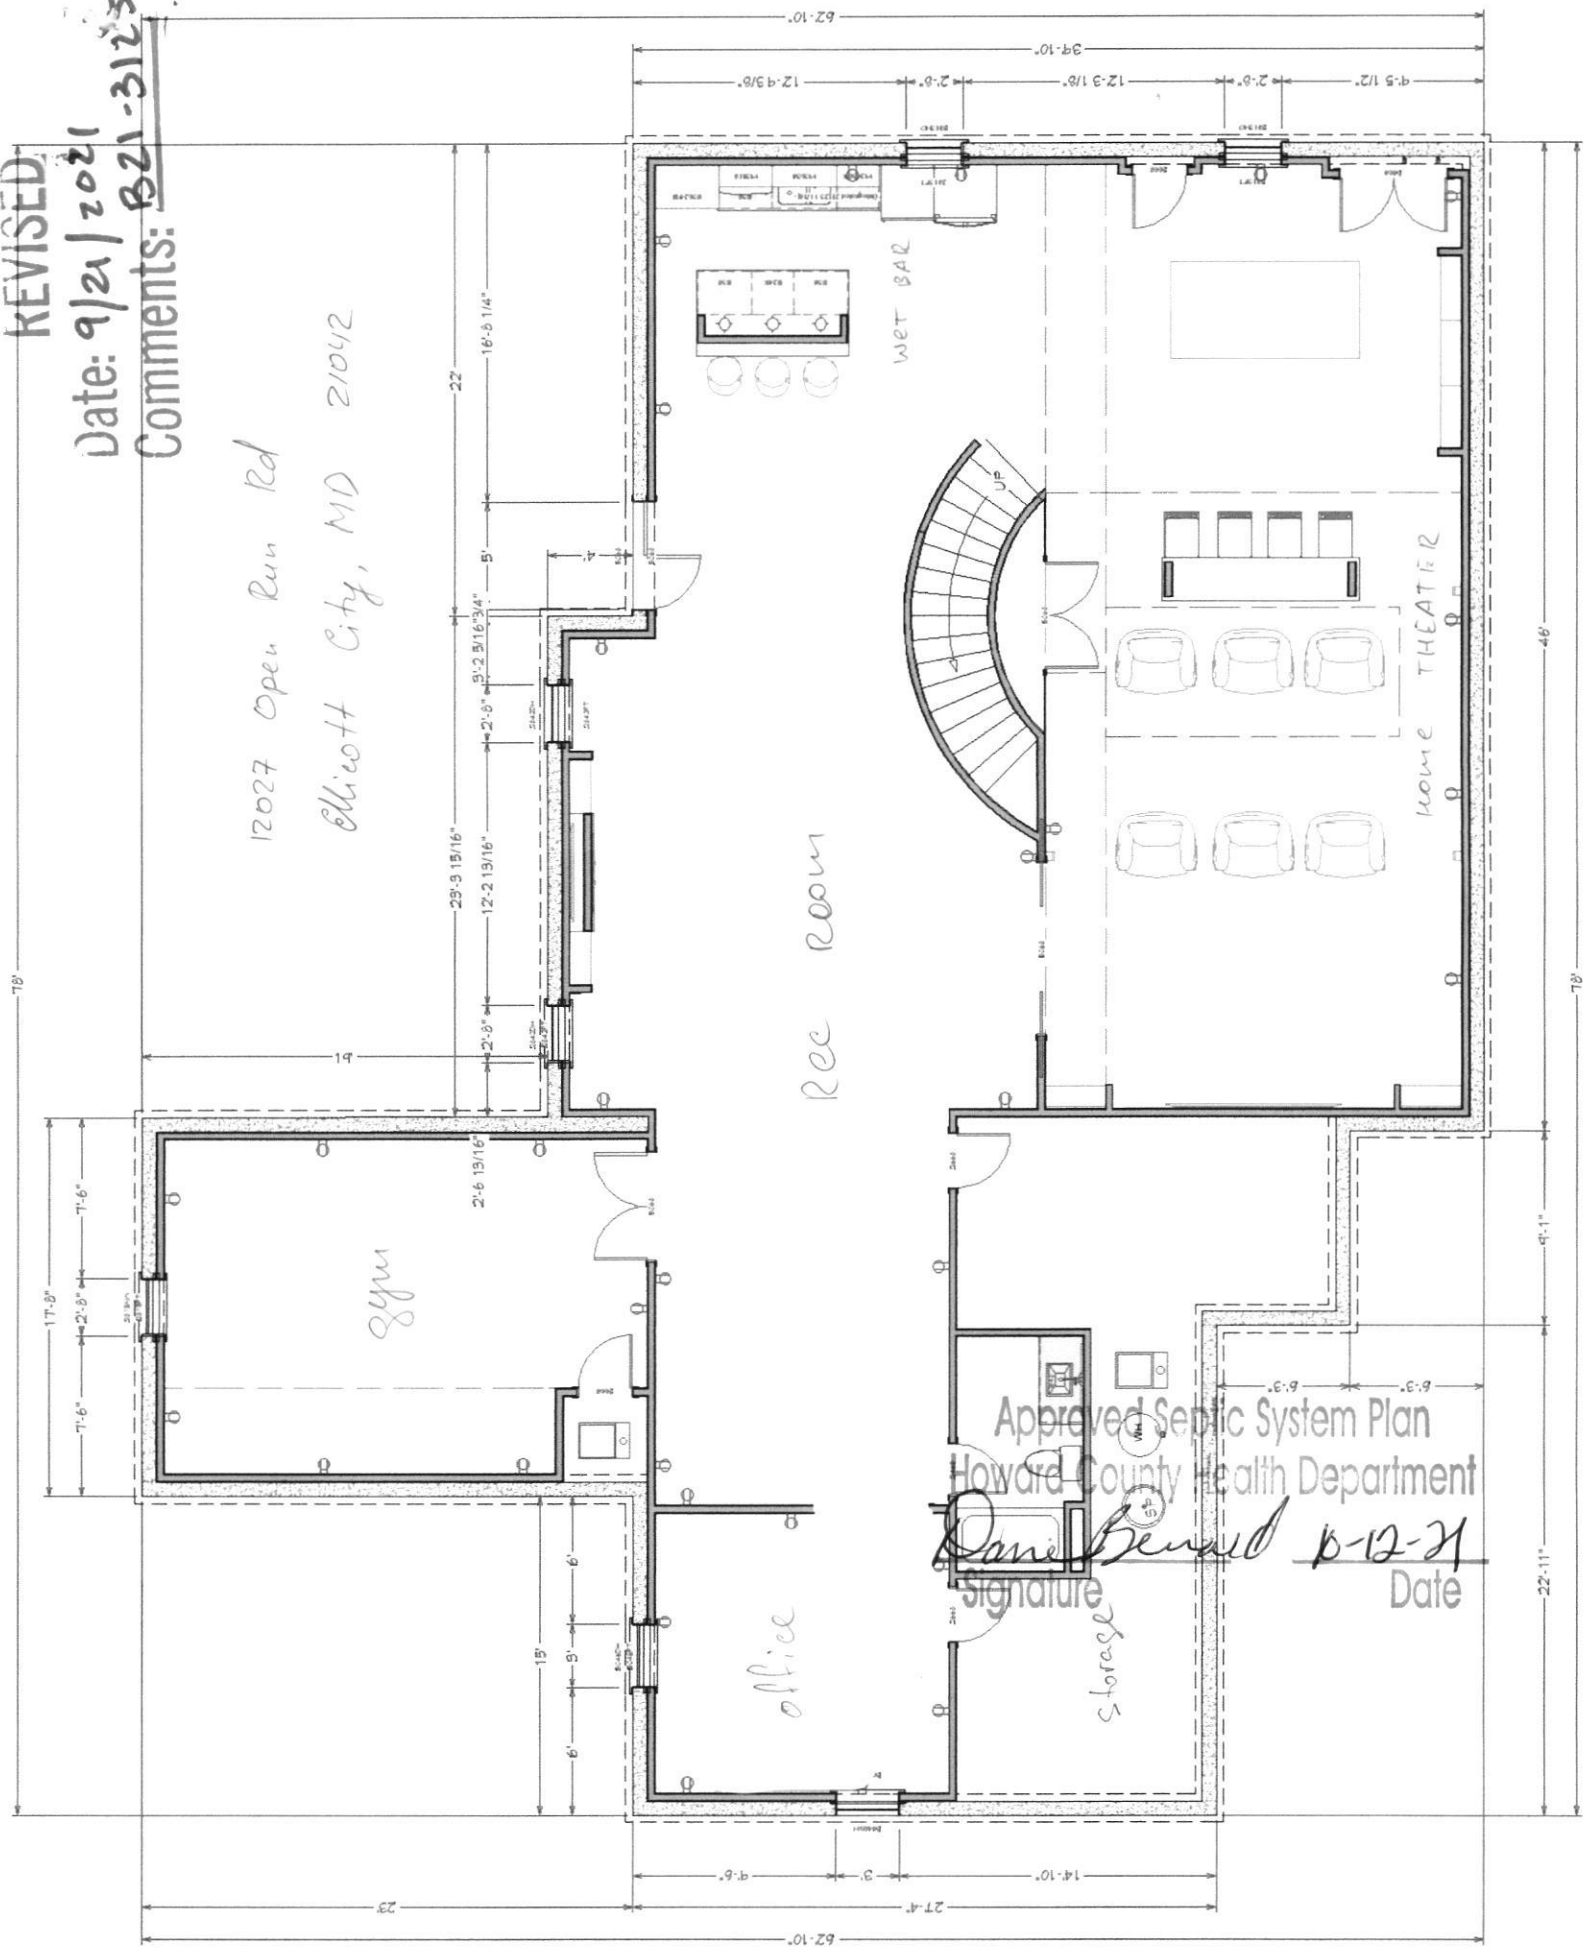 REVISED
Date: 9/21/2021
Comments: B21-3123
12027 Open Run Rd
Ellicott City, MD 21042
62'-10"
39'-10"
12'-9 3/8"
2'-8"
12'-3 1/8"
2'-8"
9'-5 1/2"
78'
22'
16'-8 1/4"
5'
4'
3'-2 5/16"
2'-8"
23'-3 15/16"
12'-2 13/16"
2'-8"
19'
2'-6 13/16"
17'-8"
7'-6"
2'-8"
7'-6"
WET BAR
UP
HOME THEATER
REC ROOM
gym
office
storage
WH
SP
46'
78'
9'-1"
6'-3"
6'-3"
22'-11"
15'
6'
3'
6'
9'-6"
3'
14'-10"
23'
27'-4"
62'-10"
Approved Septic System Plan
Howard County Health Department
10-12-21
Signature
Date